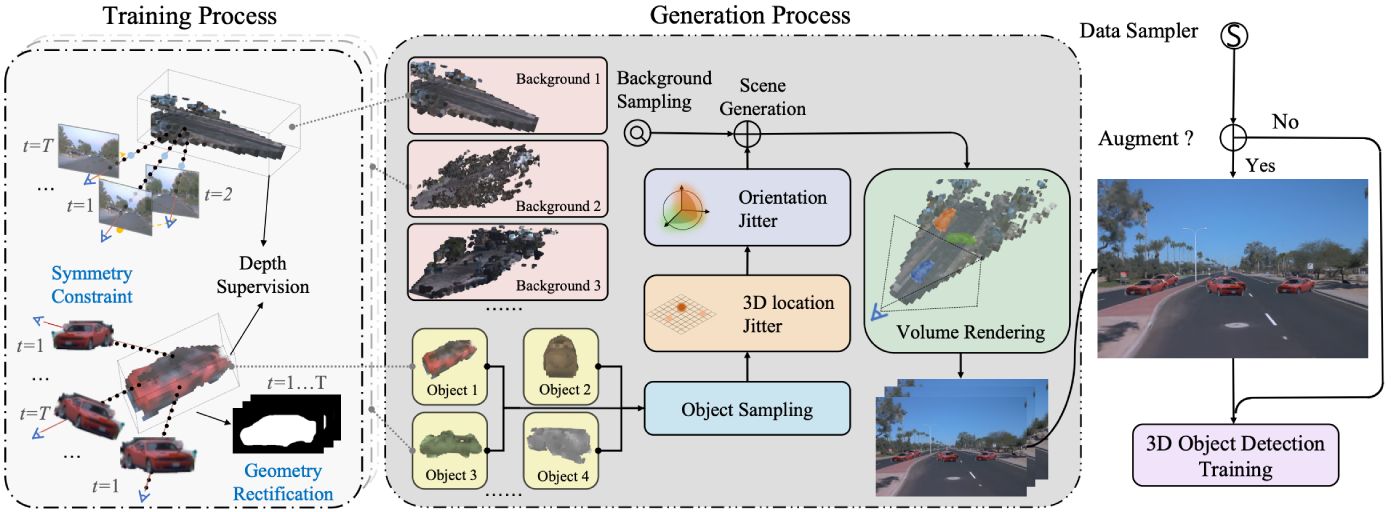 Training Process
t=T
...
t=1
t=2
Symmetry
Constraint
Depth
Supervision
t=1
...
t=T
...
t=1
t=1...T
Geometry
Rectification
Generation Process
Background 1
Background 2
Background 3
......
Object 1
Object 2
Object 3
Object 4
......
Background
Sampling
Scene
Generation
Orientation
Jitter
3D location
Jitter
Object Sampling
Volume Rendering
Data Sampler
S
Augment ?
No
Yes
3D Object Detection
Training